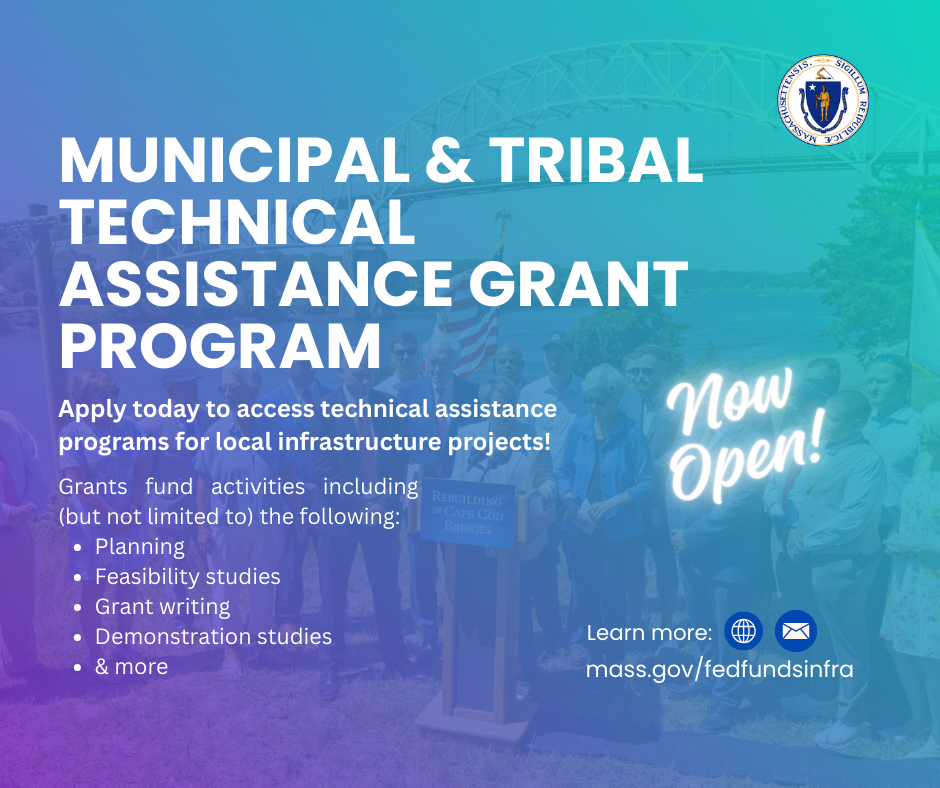 MUNICIPAL & TRIBAL
TECHNICAL
ASSISTANCE GRANT
PROGRAM
Apply today to access technical assistance
programs for local infrastructure projects!
Grants fund activities including
(but not limited to) the following:
• Planning
• Feasibility studies
• Grant writing
• Demonstration studies
• & more
Now
Open!
Learn more:
mass.gov/fedfundsinfra
REBUILDING
THE CAPE COD
BRIDGES
SIGILLUM REIPUBLICÆ MASSACHUSETTENSIS.